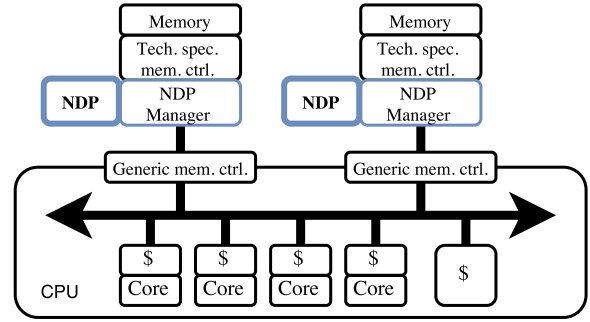 Memory
Memory
Tech. spec.
mem. ctrl.
Tech. spec.
mem. ctrl.
NDP
NDP
Manager
NDP
NDP
Manager
Generic mem. ctrl.
Generic mem. ctrl.
$
$
$
$
$
Core
Core
Core
Core
CPU